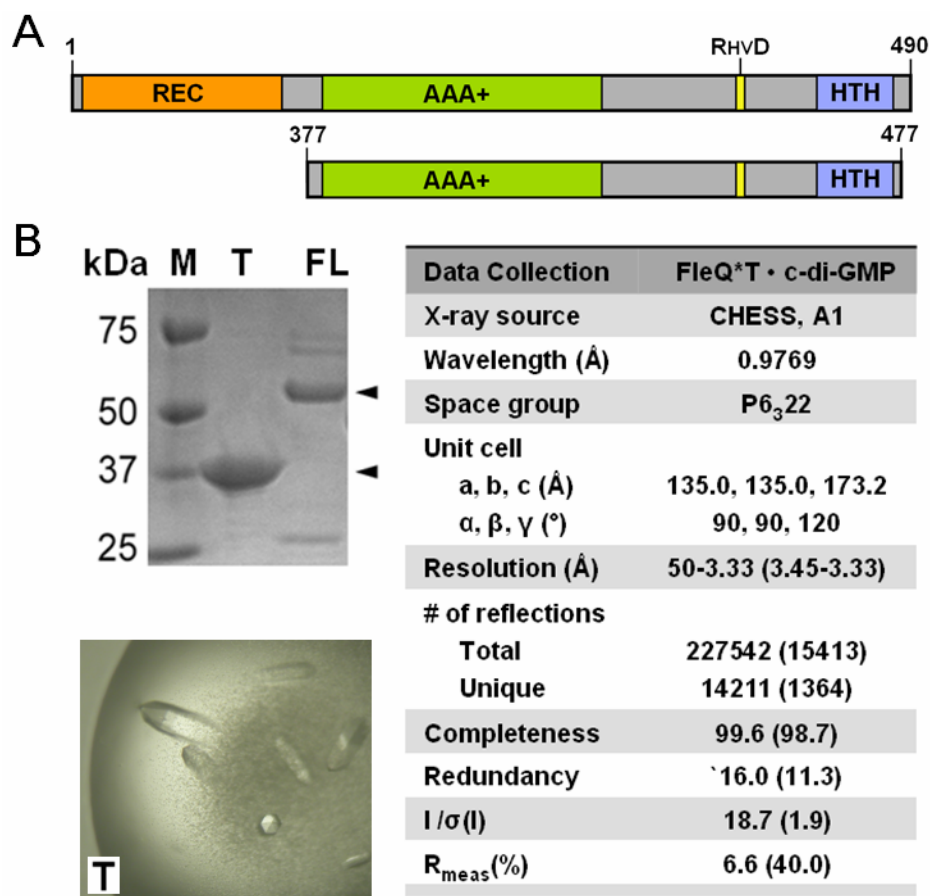 A
1 RHVD 490
REC AAA+ HTH
377 477
AAA+ HTH
B
kDa M T FL
75
50
37
25
T
Data Collection FleQ*T • c-di-GMP
X-ray source CHESS, A1
Wavelength (Å) 0.9769
Space group P6₃22
Unit cell
a, b, c (Å) 135.0, 135.0, 173.2
α, β, γ (°) 90, 90, 120
Resolution (Å) 50-3.33 (3.45-3.33)
# of reflections
Total 227542 (15413)
Unique 14211 (1364)
Completeness 99.6 (98.7)
Redundancy `16.0 (11.3)
I /σ(I) 18.7 (1.9)
Rmeas(%) 6.6 (40.0)